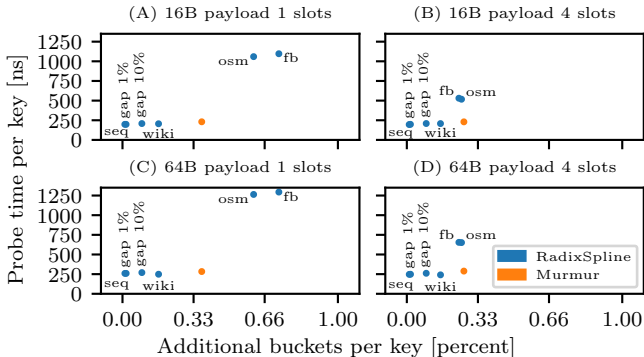 (A) 16B payload 1 slots
(B) 16B payload 4 slots
1250
1000
750
500
250
0
gap 1%
gap 10%
seq
wiki
osm
fb
gap 1%
gap 10%
fb
osm
seq
wiki
(C) 64B payload 1 slots
(D) 64B payload 4 slots
1250
1000
750
500
250
0
gap 1%
gap 10%
seq
wiki
osm
fb
gap 1%
gap 10%
fb
osm
seq
wiki
RadixSpline
Murmur
0.00 0.33 0.66 1.00
0.00 0.33 0.66 1.00
Probe time per key [ns]
Additional buckets per key [percent]